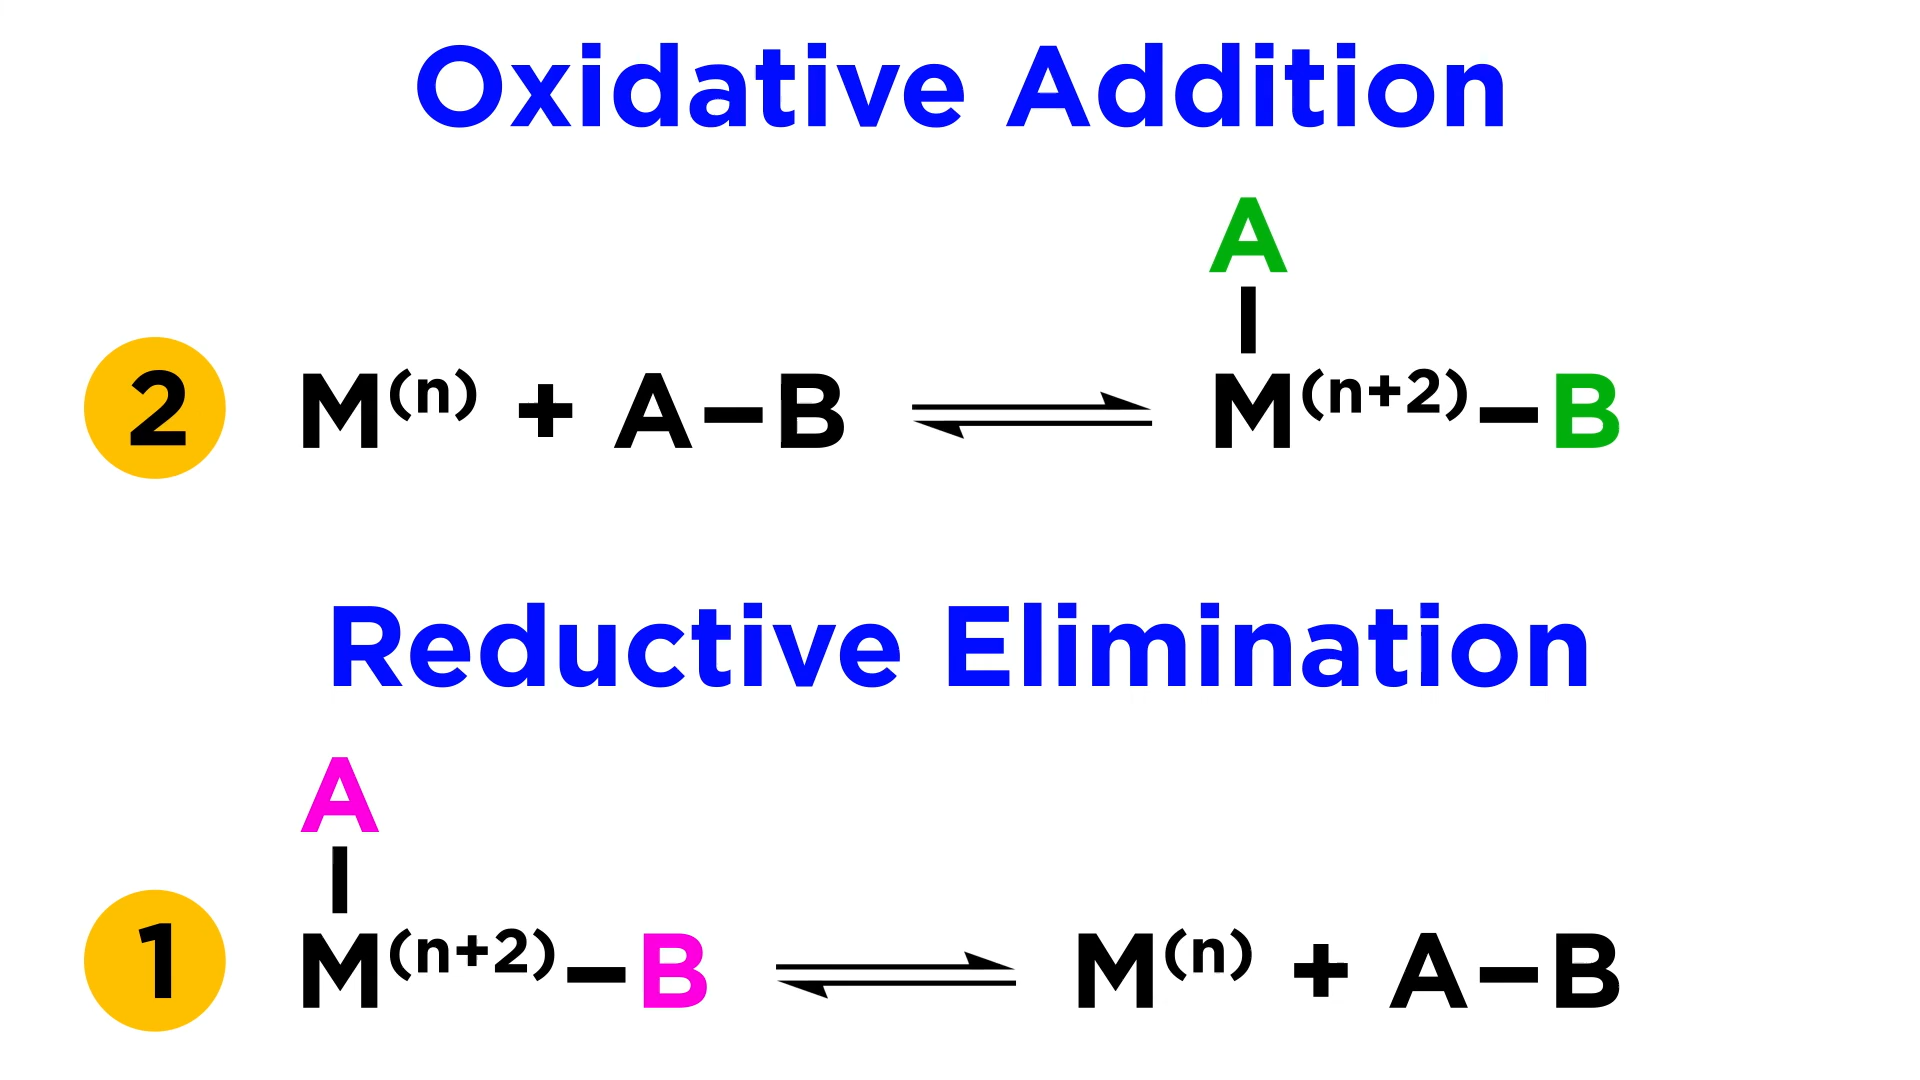 Oxidative Addition
A
2 M(n) + A–B ⇌ M(n+2)–B
Reductive Elimination
A
1 M(n+2)–B ⇌ M(n) + A–B